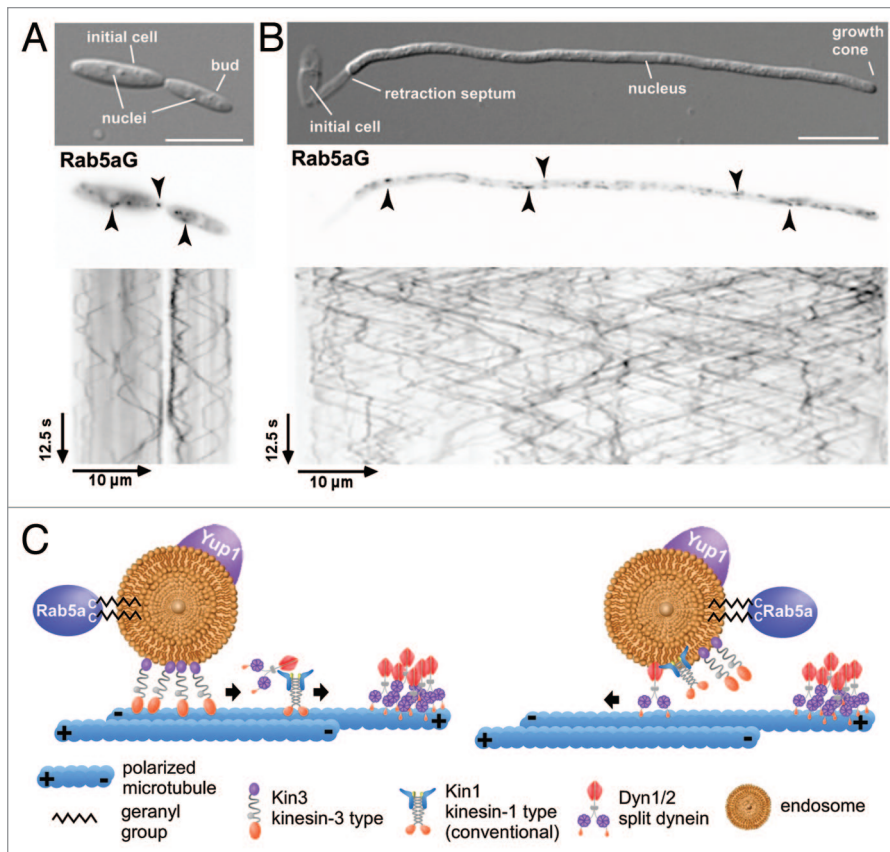 A
initial cell
bud
nuclei
Rab5aG
12.5 s
10 µm
B
growth
cone
nucleus
retraction septum
initial cell
Rab5aG
12.5 s
10 µm
C
Yup1
Rab5a
C
C
-
+
+
-
Yup1
C
C
Rab5a
-
+
+
-
+
-
polarized
microtubule
geranyl
group
Kin3
kinesin-3 type
Kin1
kinesin-1 type
(conventional)
Dyn1/2
split dynein
endosome